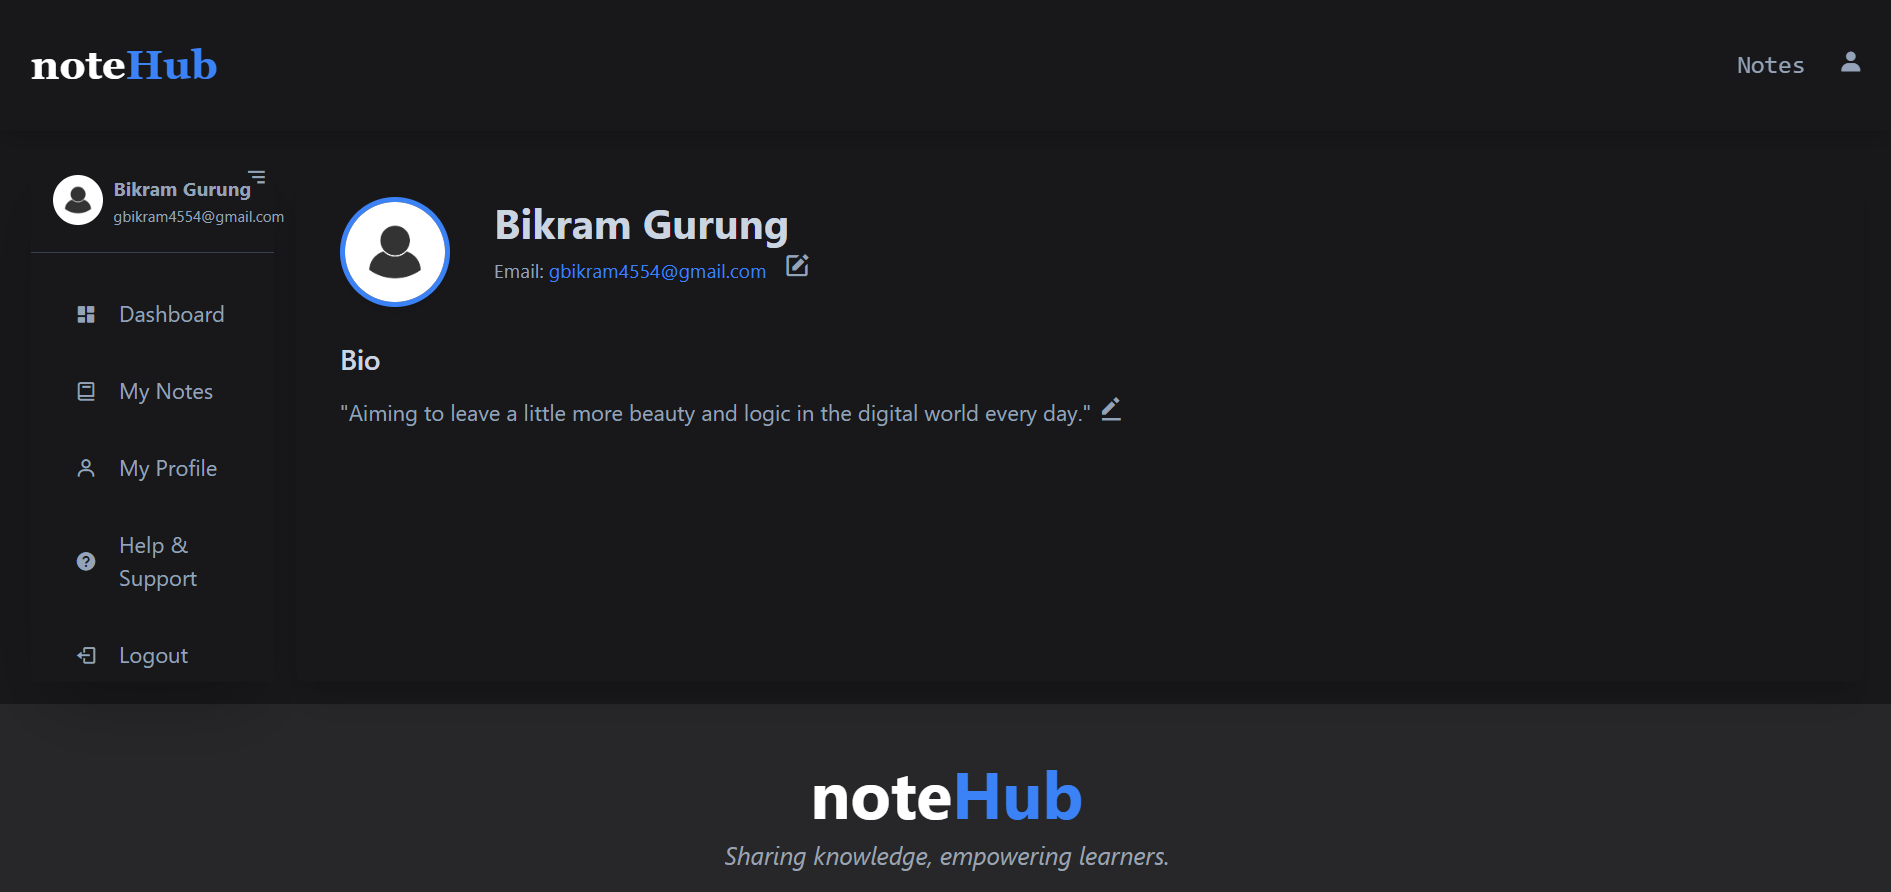 noteHub
Notes
Bikram Gurung
gbikram4554@gmail.com
Dashboard
My Notes
My Profile
Help &
Support
Logout
Bikram Gurung
Email: gbikram4554@gmail.com
Bio
"Aiming to leave a little more beauty and logic in the digital world every day."
noteHub
Sharing knowledge, empowering learners.